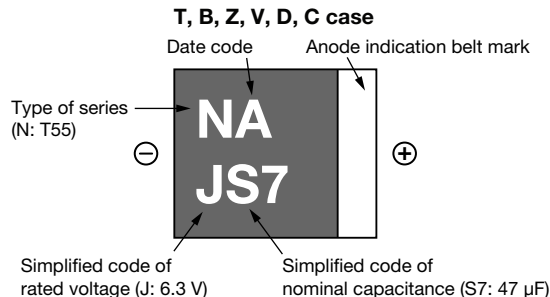 T, B, Z, V, D, C case
Date code
Anode indication belt mark
Type of series
(N: T55)
NA
JS7
⊖
⊕
Simplified code of
rated voltage (J: 6.3 V)
Simplified code of
nominal capacitance (S7: 47 μF)